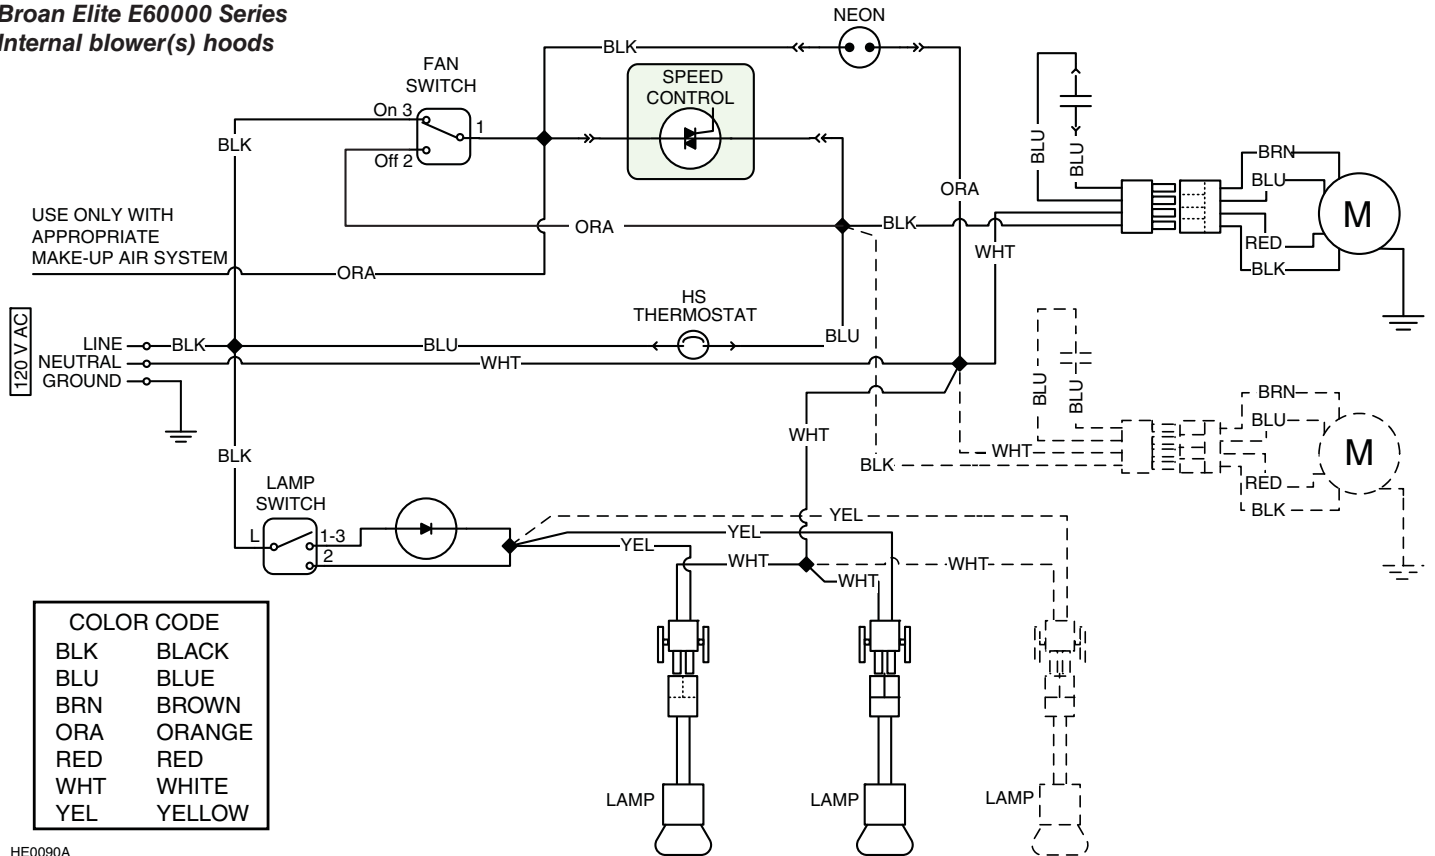 Broan Elite E60000 Series
Internal blower(s) hoods
NEON
BLK
FAN
SWITCH
SPEED
CONTROL
On 3
1
BLK
Off 2
BLU
BLU
BRN
BLU
M
RED
BLK
ORA
USE ONLY WITH
APPROPRIATE
MAKE-UP AIR SYSTEM
ORA
BLK
WHT
ORA
HS
THERMOSTAT
120 V AC
LINE
BLK
BLU
BLU
NEUTRAL
WHT
GROUND
BLU
BLU
BRN
BLU
M
RED
BLK
WHT
WHT
BLK
BLK
LAMP
SWITCH
L
1-3
2
YEL
YEL
YEL
WHT
WHT
WHT
COLOR CODE
BLK BLACK
BLU BLUE
BRN BROWN
ORA ORANGE
RED RED
WHT WHITE
YEL YELLOW
LAMP
LAMP
LAMP
HE0090A